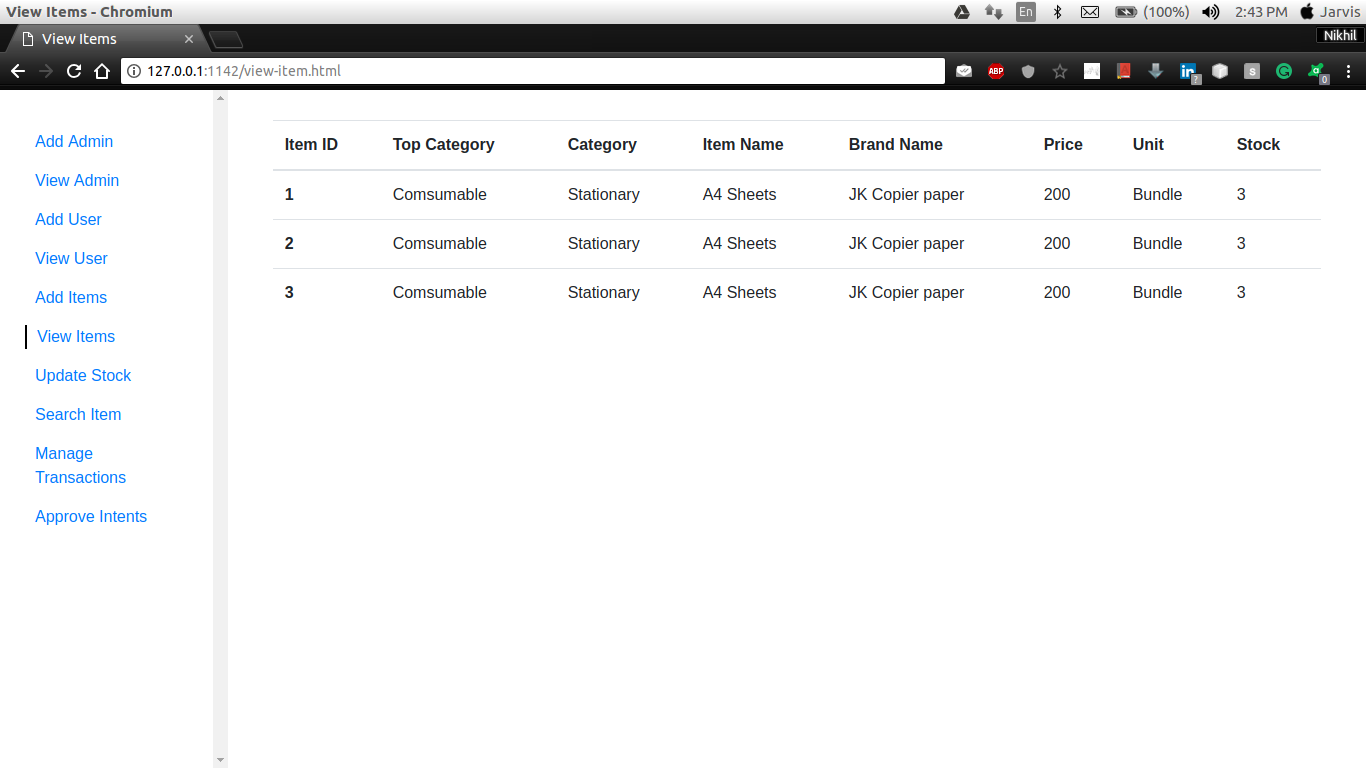 View Items - Chromium
En
(100%)
2:43 PM
Jarvis
View Items
Nikhil
127.0.0.1:1142/view-item.html
ABP
in
?
S
G
a
0
Add Admin
View Admin
Add User
View User
Add Items
View Items
Update Stock
Search Item
Manage
Transactions
Approve Intents
Item ID Top Category Category Item Name Brand Name Price Unit Stock
1 Comsumable Stationary A4 Sheets JK Copier paper 200 Bundle 3
2 Comsumable Stationary A4 Sheets JK Copier paper 200 Bundle 3
3 Comsumable Stationary A4 Sheets JK Copier paper 200 Bundle 3